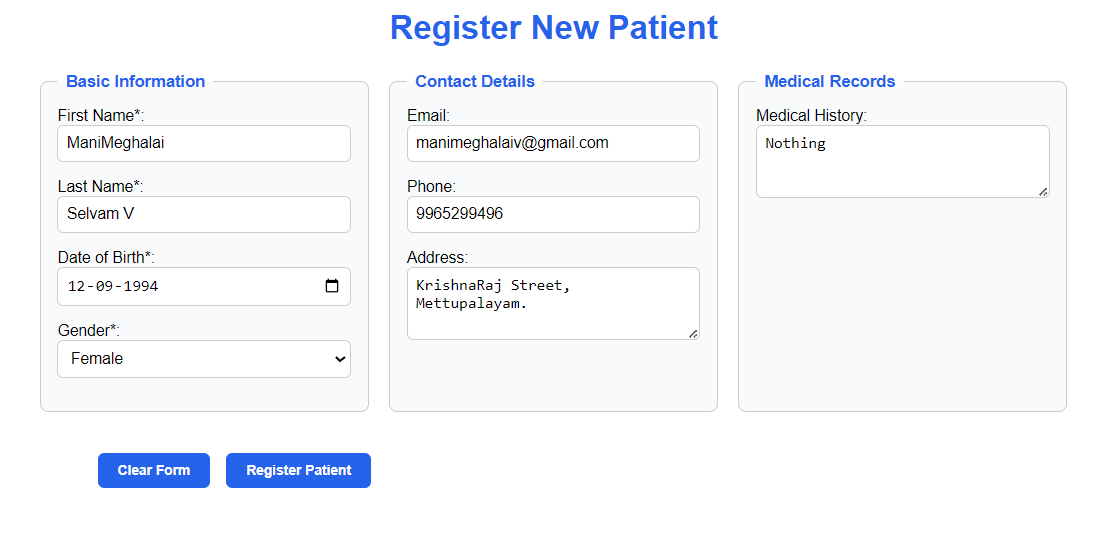 Register New Patient
Basic Information
First Name*:
ManiMeghalai
Last Name*:
Selvam V
Date of Birth*:
12-09-1994
Gender*:
Female
Contact Details
Email:
manimeghalaiv@gmail.com
Phone:
9965299496
Address:
KrishnaRaj Street,
Mettupalayam.
Medical Records
Medical History:
Nothing
Clear Form
Register Patient